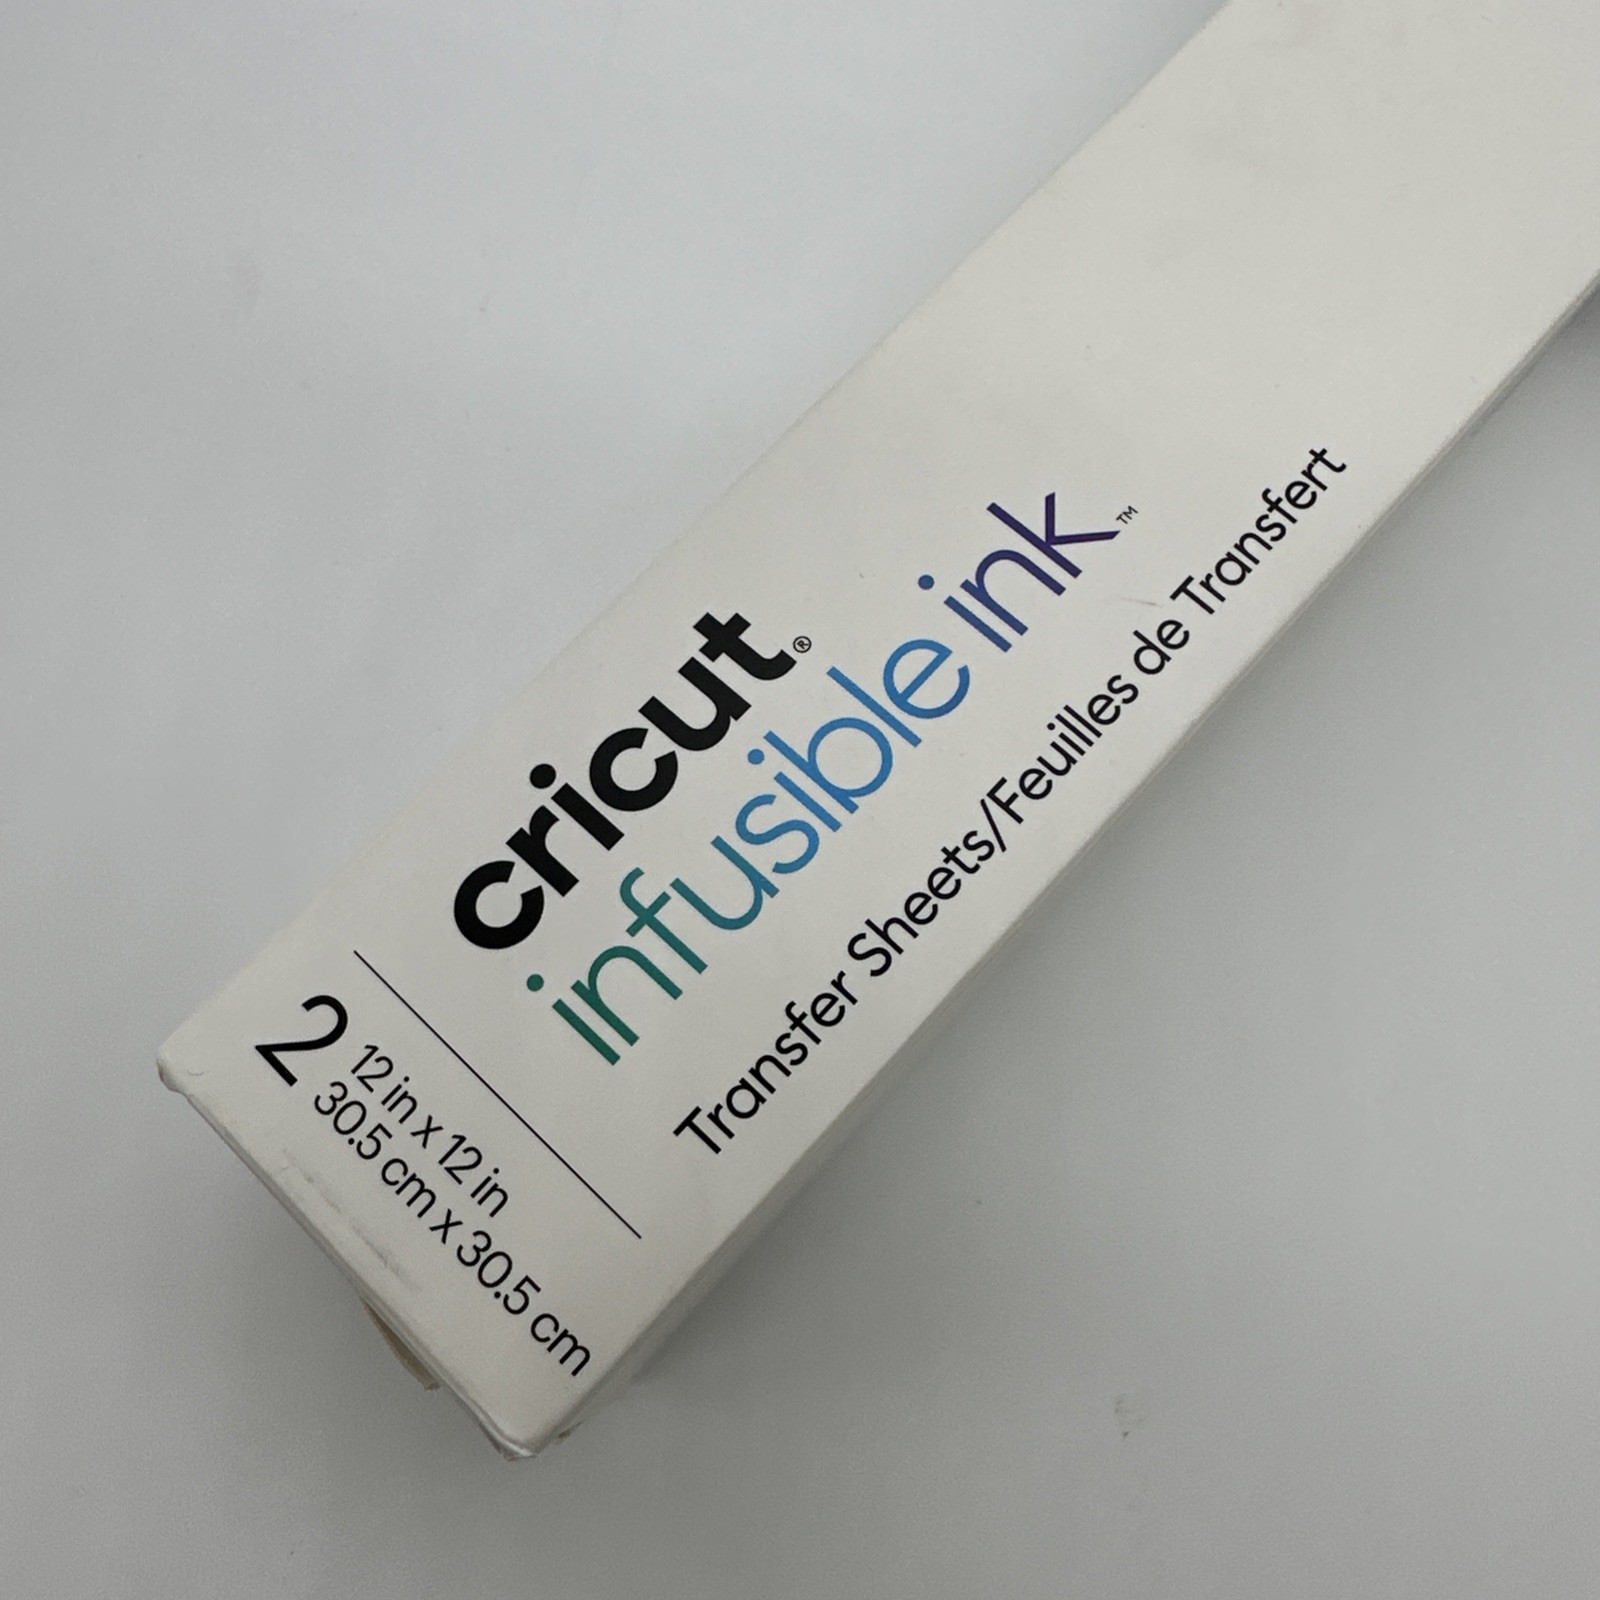 cricut®
infusible ink™
Transfer Sheets/Feuilles de Transfert
2
12 in x 12 in
30.5 cm x 30.5 cm